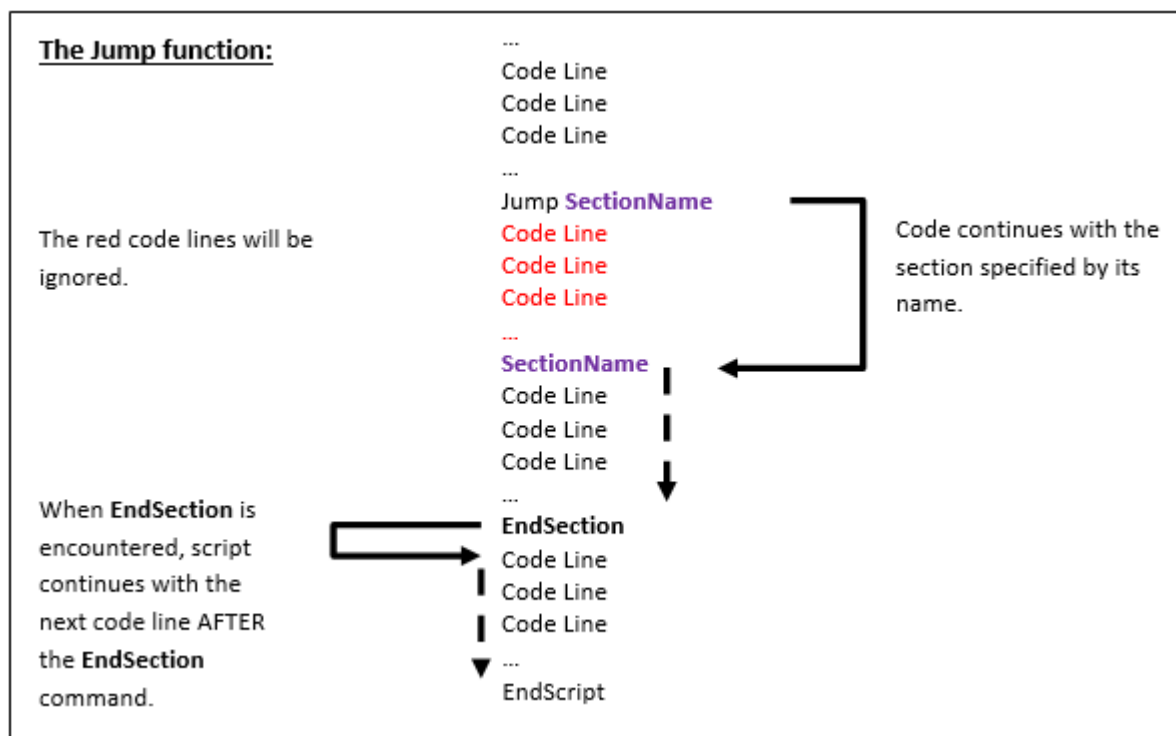 The Jump function:
...
Code Line
Code Line
Code Line
...
Jump SectionName
Code Line
Code Line
Code Line
...
The red code lines will be
ignored.
Code continues with the
section specified by its
name.
SectionName
Code Line
Code Line
Code Line
...
EndSection
Code Line
Code Line
Code Line
...
EndScript
When EndSection is
encountered, script
continues with the
next code line AFTER
the EndSection
command.